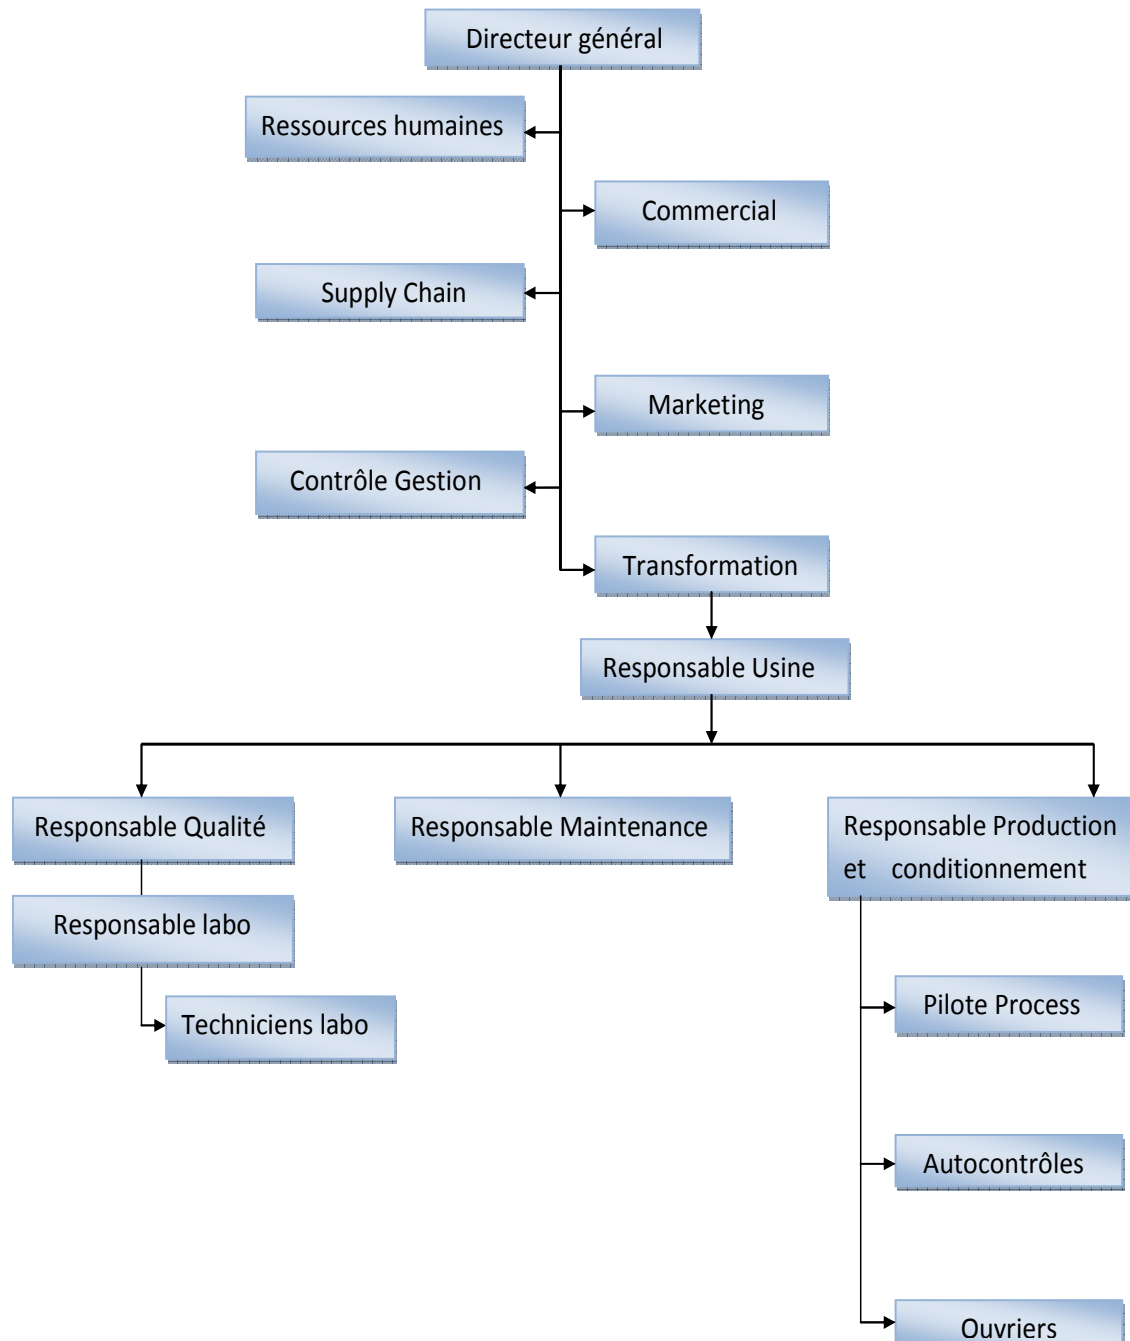 Directeur général
Ressources humaines
Commercial
Supply Chain
Marketing
Contrôle Gestion
Transformation
Responsable Usine
Responsable Qualité
Responsable Maintenance
Responsable Production
et conditionnement
Responsable labo
Techniciens labo
Pilote Process
Autocontrôles
Ouvriers